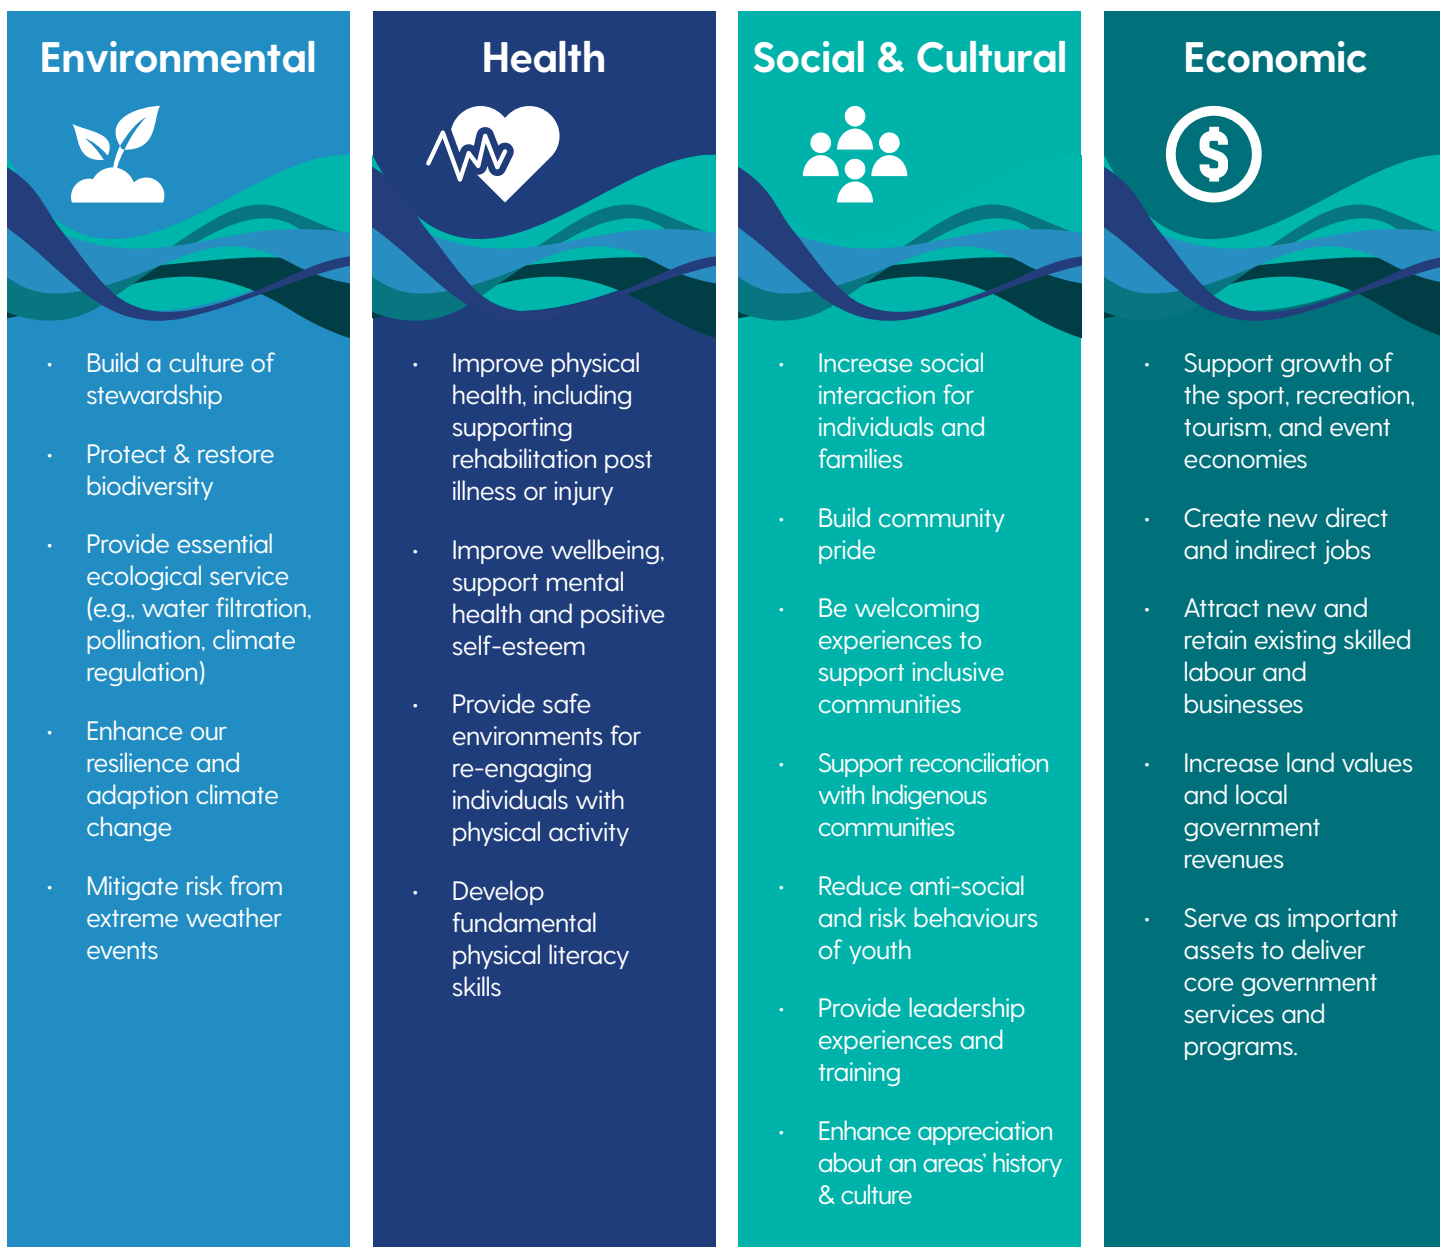 Environmental
• Build a culture of
stewardship
• Protect & restore
biodiversity
• Provide essential
ecological service
(e.g., water filtration,
pollination, climate
regulation)
• Enhance our
resilience and
adaption climate
change
• Mitigate risk from
extreme weather
events
Health
• Improve physical
health, including
supporting
rehabilitation post
illness or injury
• Improve wellbeing,
support mental
health and positive
self-esteem
• Provide safe
environments for
re-engaging
individuals with
physical activity
• Develop
fundamental
physical literacy
skills
Social & Cultural
• Increase social
interaction for
individuals and
families
• Build community
pride
• Be welcoming
experiences to
support inclusive
communities
• Support reconciliation
with Indigenous
communities
• Reduce anti-social
and risk behaviours
of youth
• Provide leadership
experiences and
training
• Enhance appreciation
about an areas’ history
& culture
Economic
$
• Support growth of
the sport, recreation,
tourism, and event
economies
• Create new direct
and indirect jobs
• Attract new and
retain existing skilled
labour and
businesses
• Increase land values
and local
government
revenues
• Serve as important
assets to deliver
core government
services and
programs.